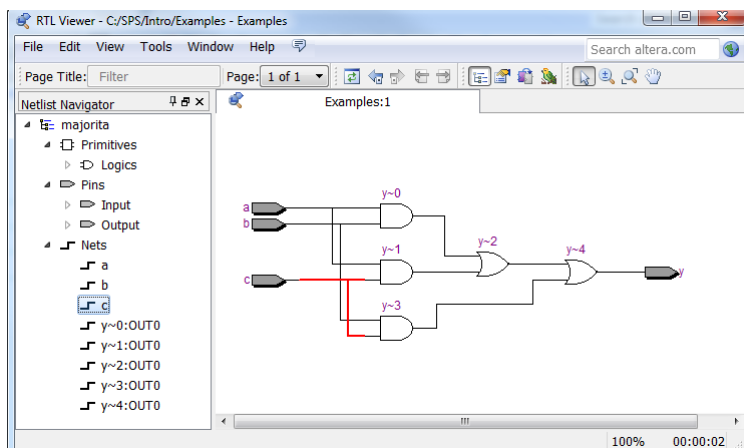 RTL Viewer - C:/SPS/Intro/Examples - Examples
File Edit View Tools Window Help
Search altera.com
Page Title: Filter
Page: 1 of 1
Netlist Navigator
Examples:1
majorita
Primitives
Logics
Pins
Input
Output
Nets
a
b
c
y~0:OUT0
y~1:OUT0
y~2:OUT0
y~3:OUT0
y~4:OUT0
y~0
a
b
y~1
y~2
y~4
c
y
y~3
100% 00:00:02